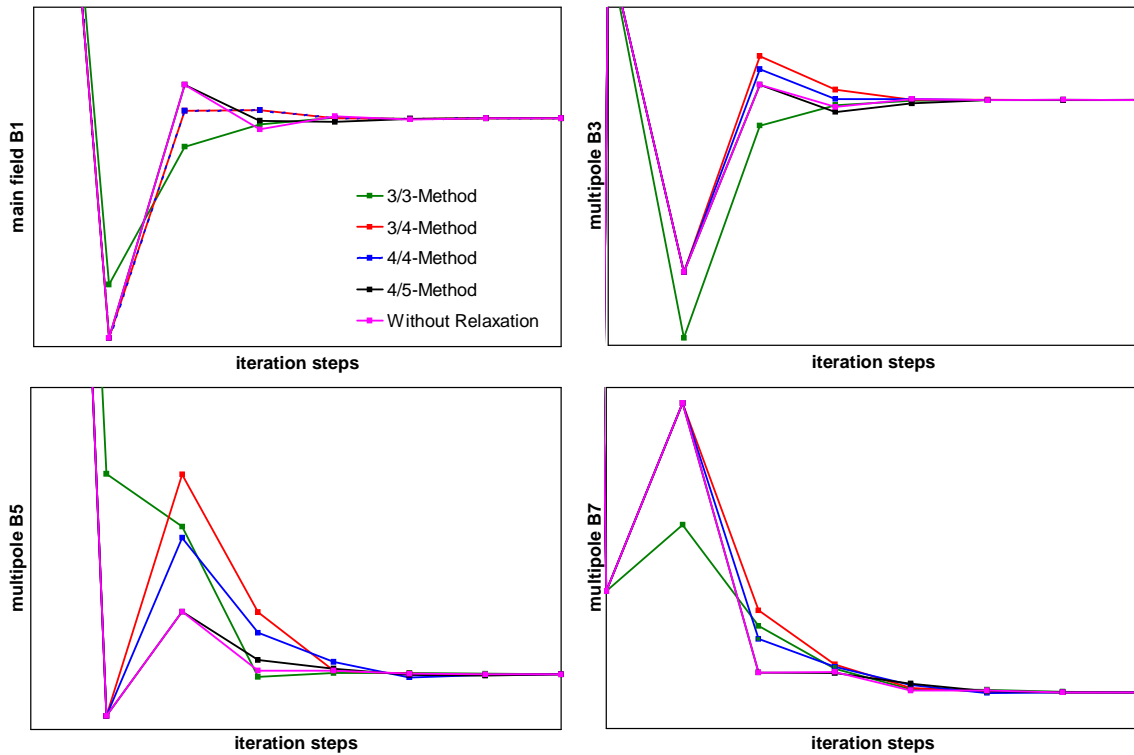 main field B1
3/3-Method
3/4-Method
4/4-Method
4/5-Method
Without Relaxation
iteration steps
multipole B3
iteration steps
multipole B5
iteration steps
multipole B7
iteration steps